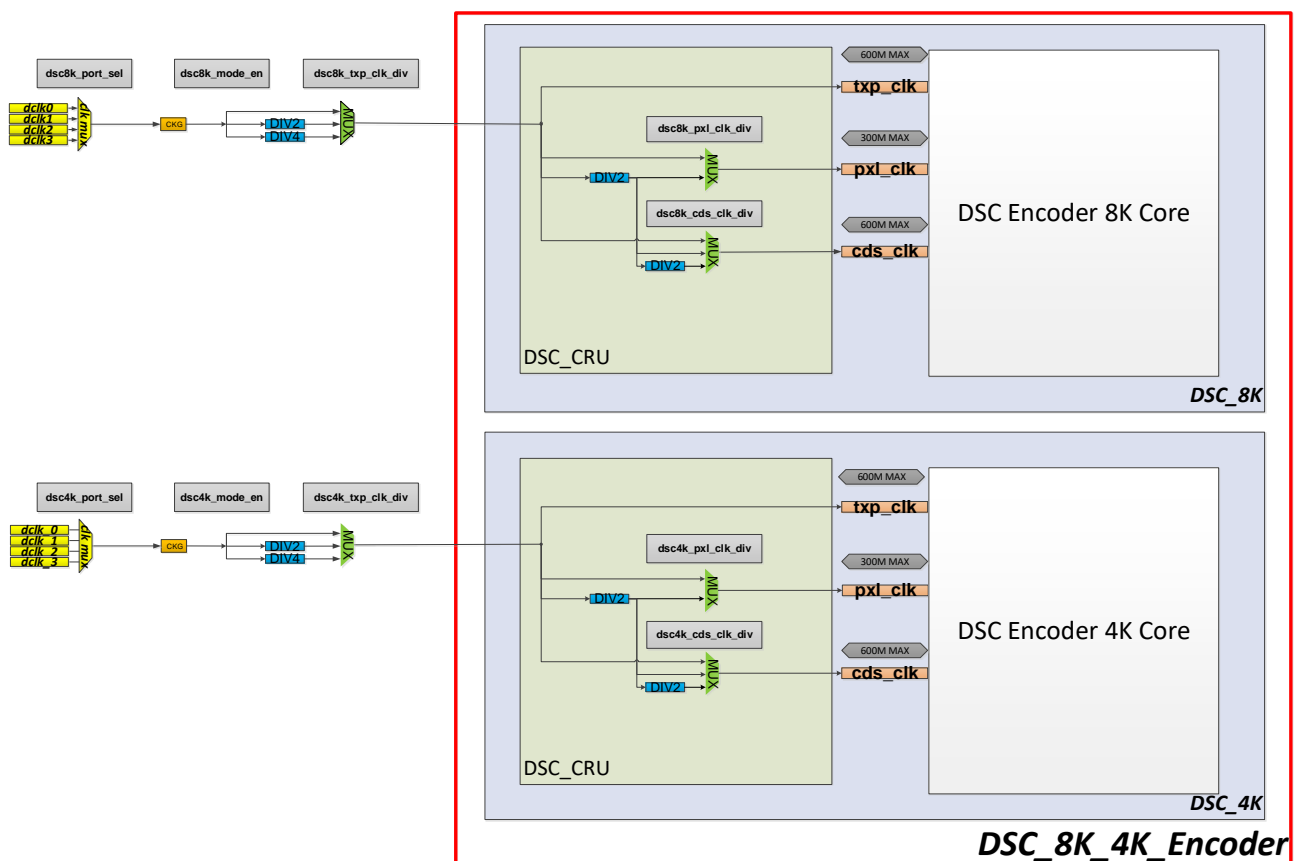 dsc8k_port_sel
dsc8k_mode_en
dsc8k_txp_clk_div
dclk0
dclk1
dclk2
dclk3
clk mux
CKG
DIV2
DIV4
MUX
600M MAX
txp_clk
dsc8k_pxl_clk_div
300M MAX
MUX
pxl_clk
DIV2
dsc8k_cds_clk_div
600M MAX
MUX
cds_clk
DIV2
DSC Encoder 8K Core
DSC_CRU
DSC_8K
dsc4k_port_sel
dsc4k_mode_en
dsc4k_txp_clk_div
dclk_0
dclk_1
dclk_2
dclk_3
clk mux
CKG
DIV2
DIV4
MUX
600M MAX
txp_clk
dsc4k_pxl_clk_div
300M MAX
MUX
pxl_clk
DIV2
dsc4k_cds_clk_div
600M MAX
MUX
cds_clk
DIV2
DSC Encoder 4K Core
DSC_CRU
DSC_4K
DSC_8K_4K_Encoder